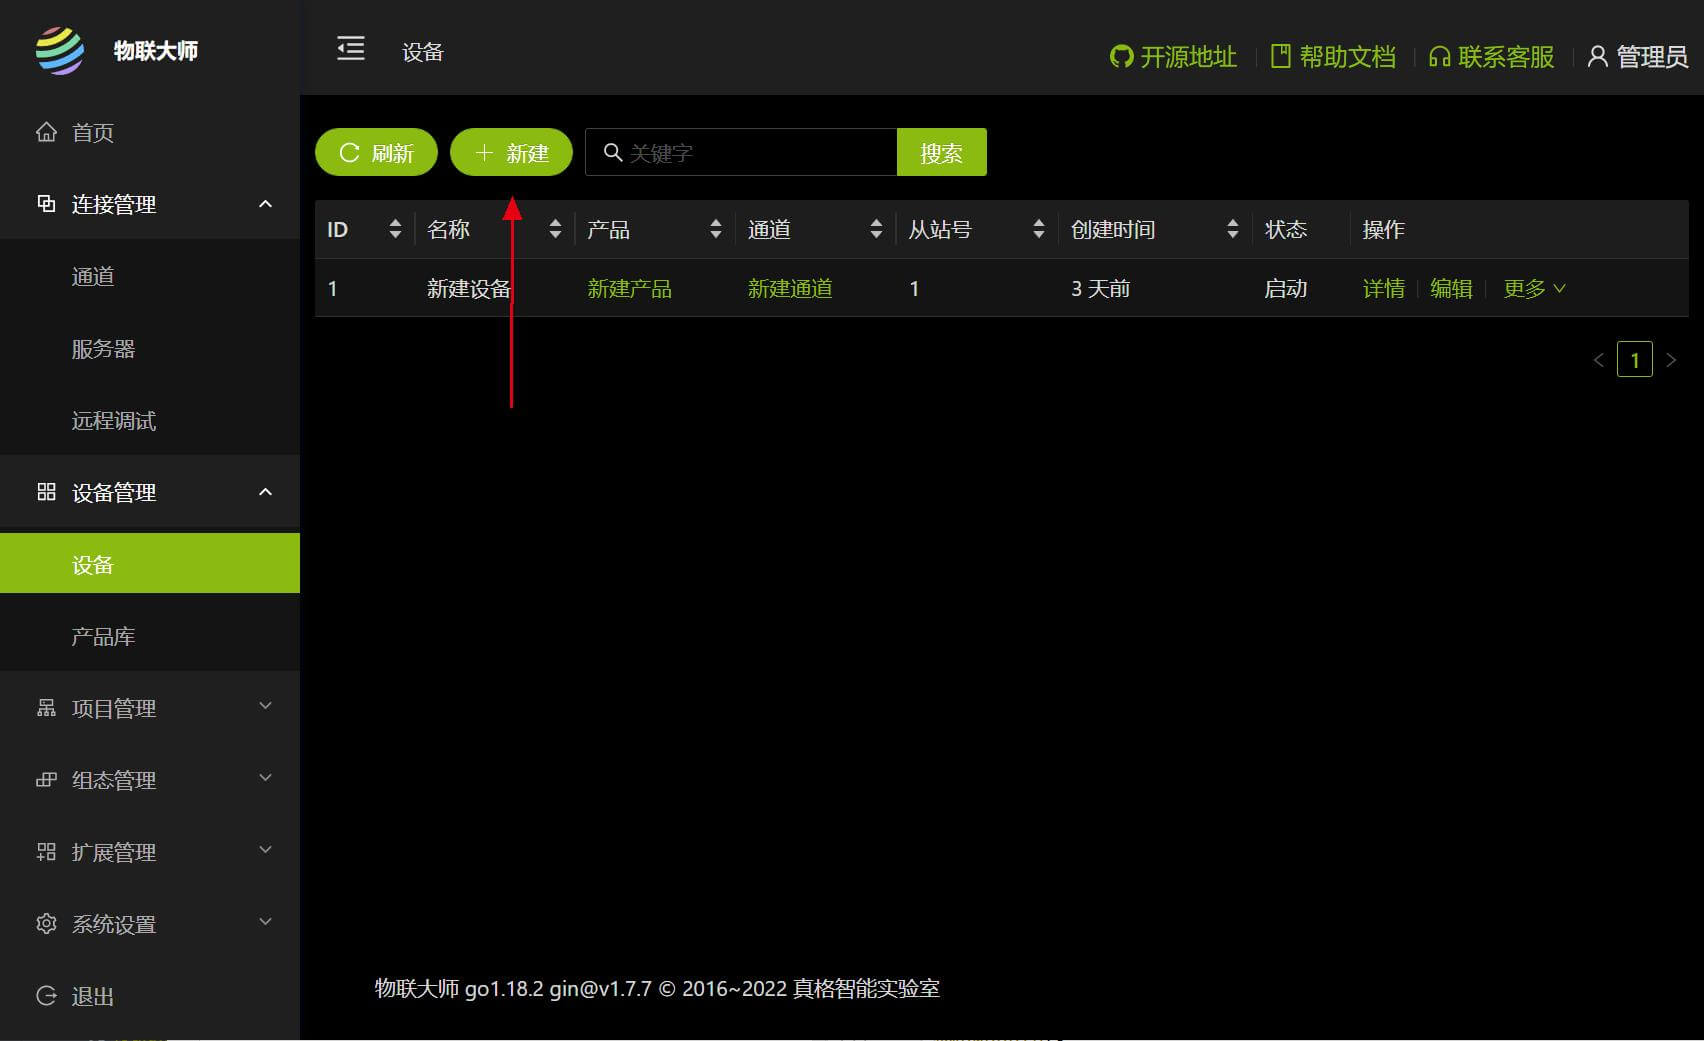 物联大师
设备
开源地址
帮助文档
联系客服
管理员
首页
连接管理
通道
服务器
远程调试
设备管理
设备
产品库
项目管理
组态管理
扩展管理
系统设置
退出
刷新
新建
关键字
搜索
ID 名称 产品 通道 从站号 创建时间 状态 操作
1 新建设备 新建产品 新建通道 1 3 天前 启动 详情 编辑 更多
1
物联大师 go1.18.2 gin@v1.7.7 © 2016~2022 真格智能实验室